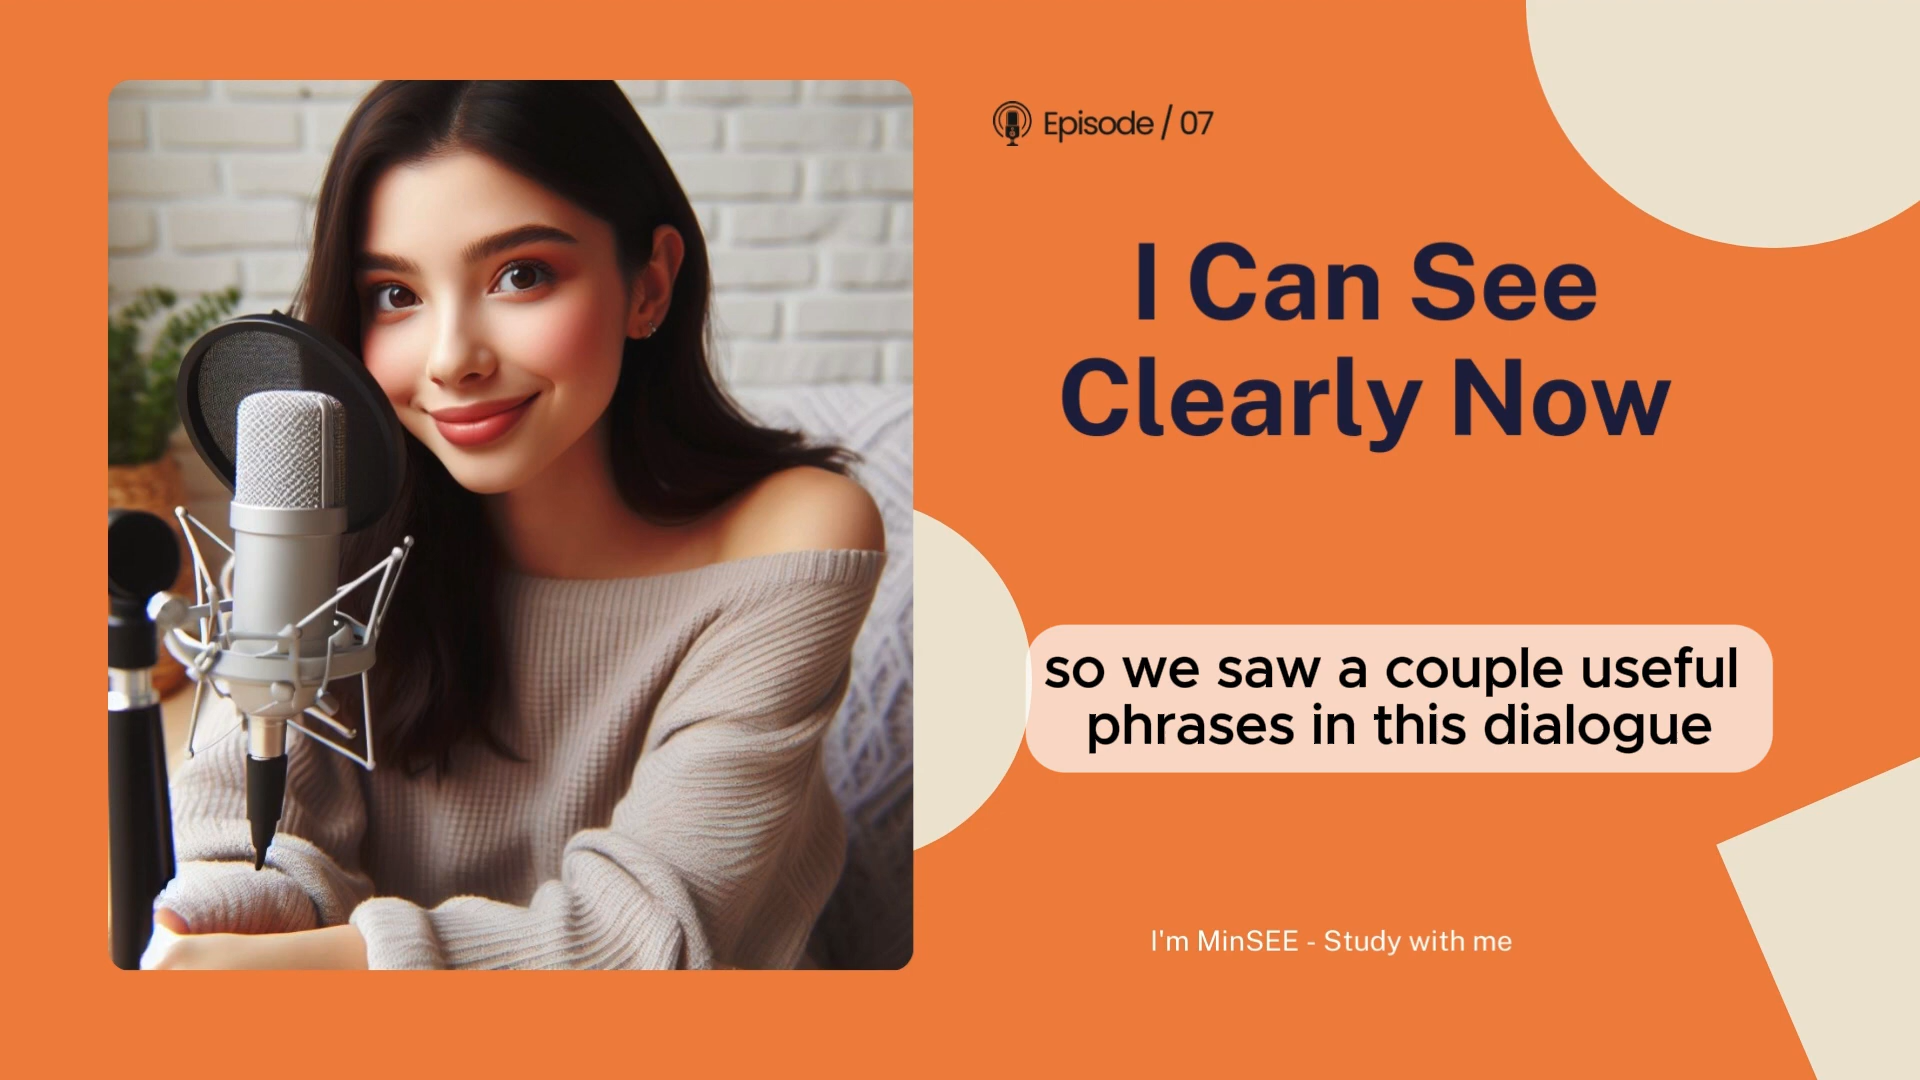 Episode / 07
I Can See
Clearly Now
so we saw a couple useful
phrases in this dialogue
I'm MinSEE - Study with me